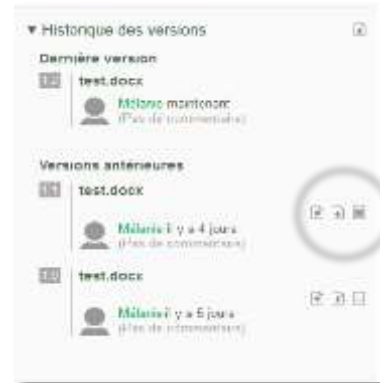 Historique des versions
Dernière version
1.2
test.docx
Mélanie maintenant
(Pas de commentaire)
Versions antérieures
1.1
test.docx
Mélanie il y a 4 jours
(Pas de commentaire)
1.0
test.docx
Mélanie il y a 5 jours
(Pas de commentaire)